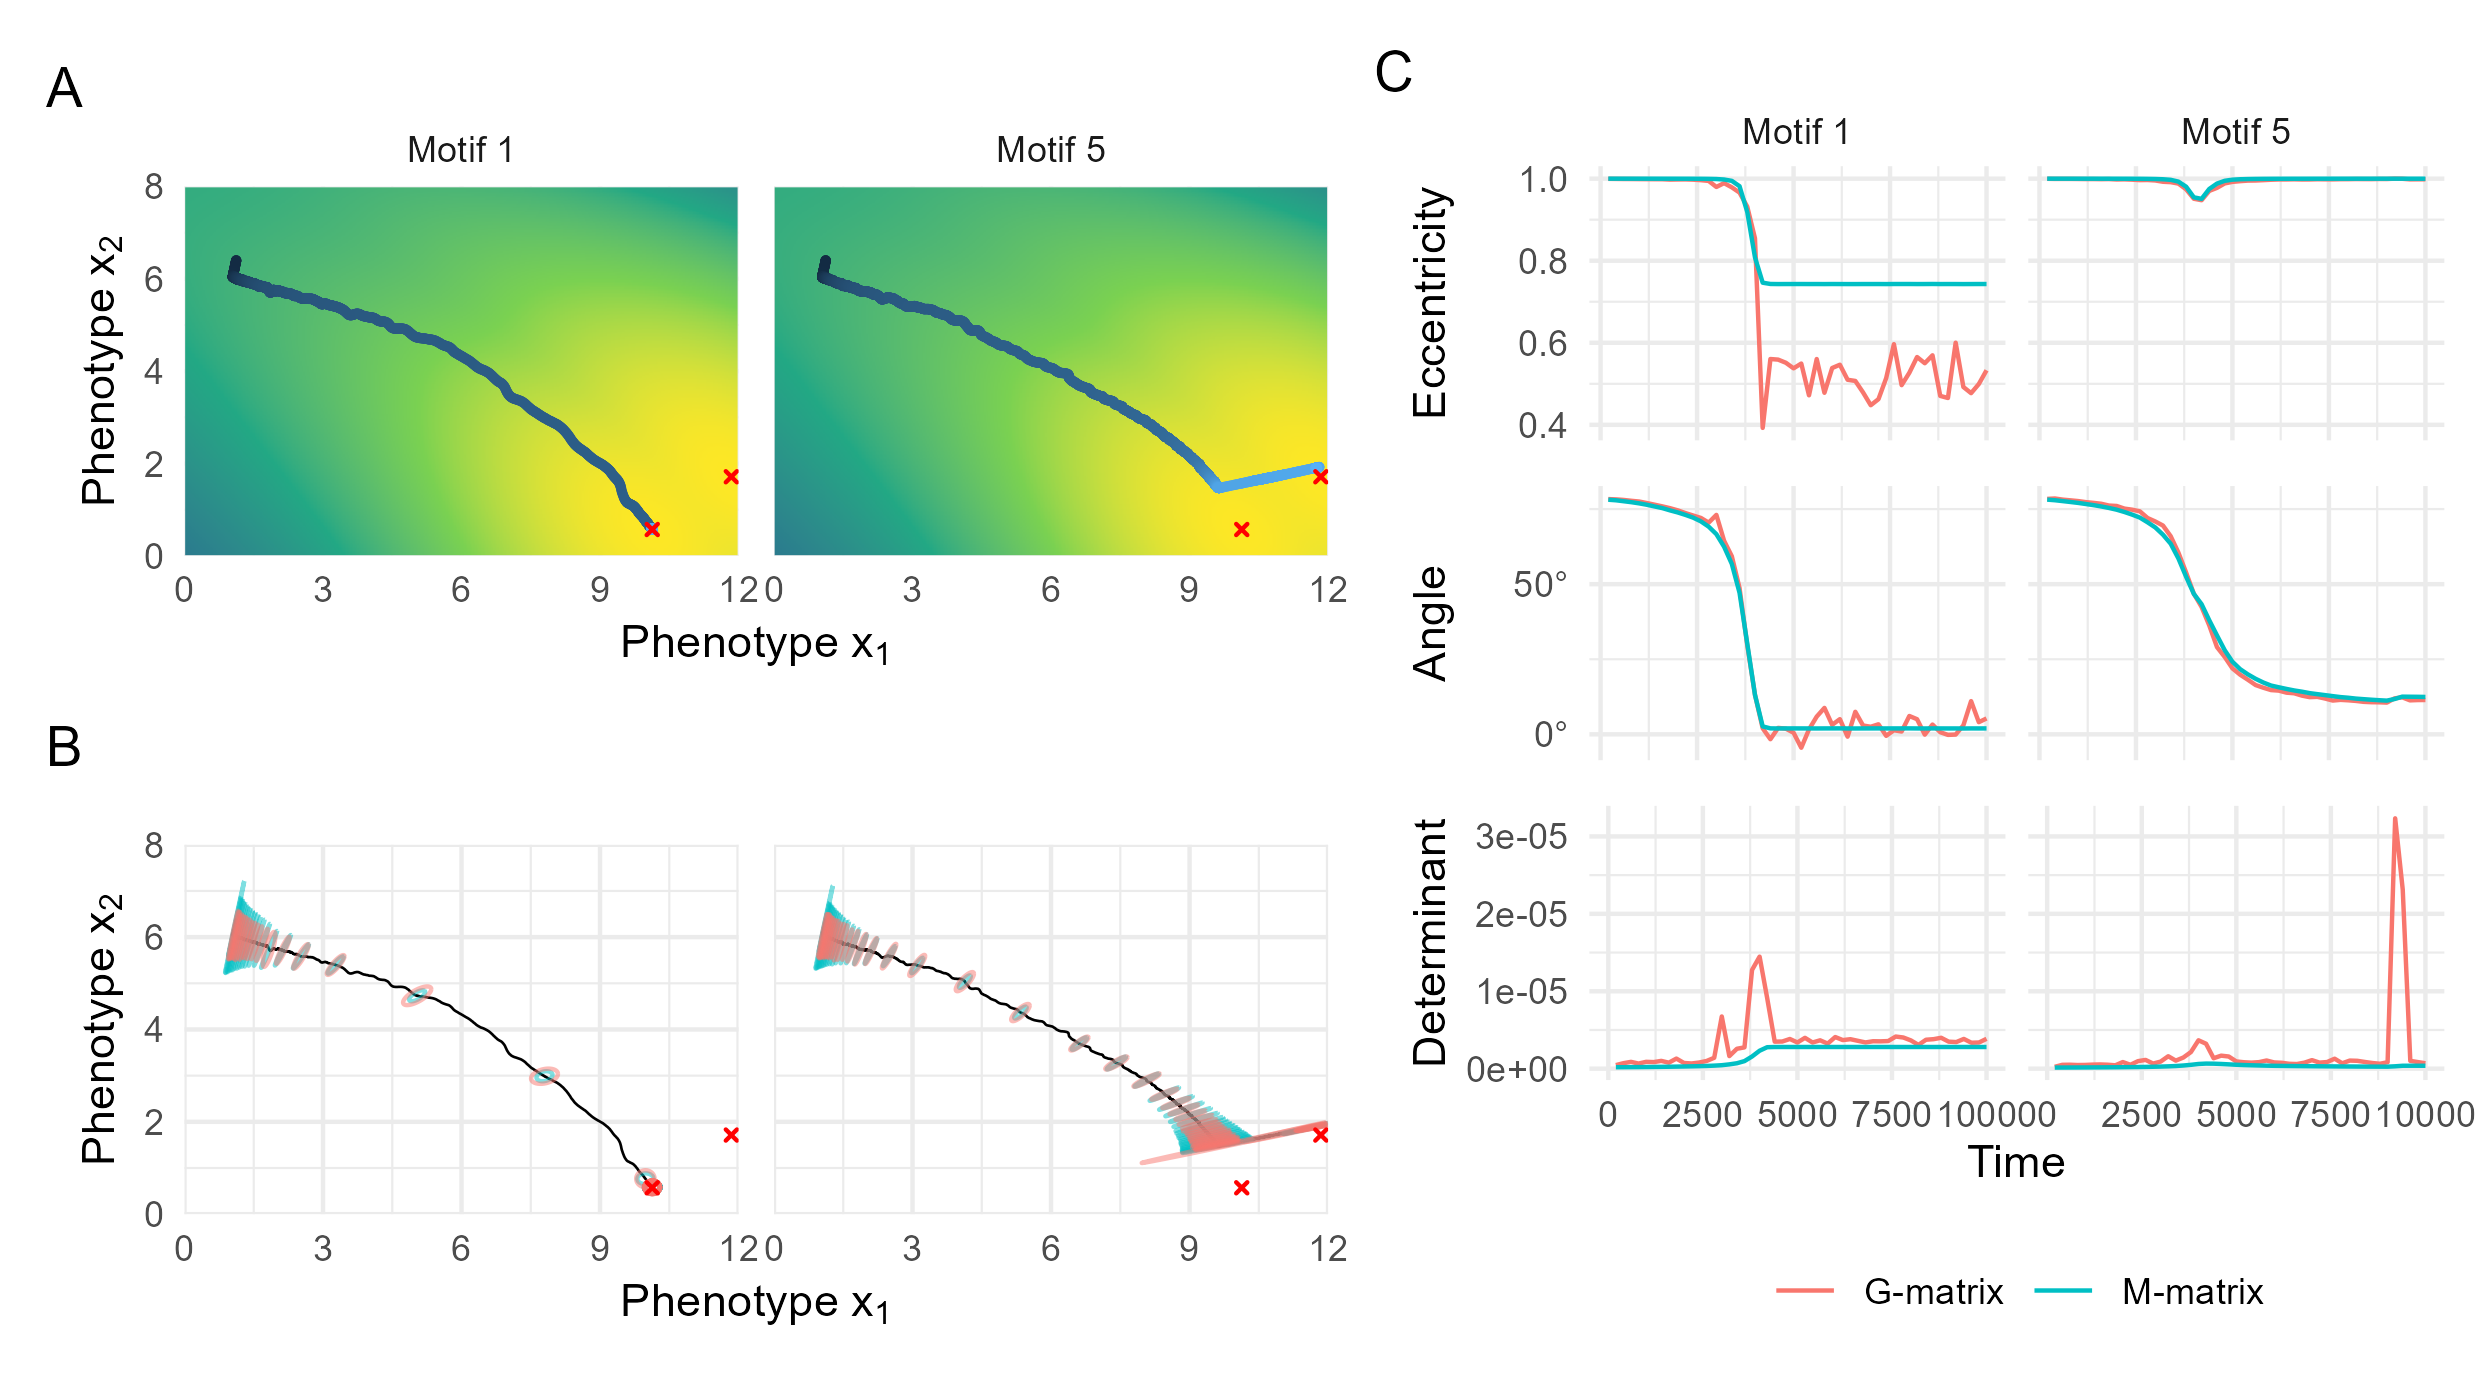 A
Motif 1
Motif 5
Phenotype x2
8
6
4
2
0
0
3
6
9
12
0
3
6
9
12
Phenotype x1
B
Phenotype x2
8
6
4
2
0
0
3
6
9
12
0
3
6
9
12
Phenotype x1
C
Motif 1
Motif 5
Eccentricity
1.0
0.8
0.6
0.4
Angle
50°
0°
Determinant
3e-05
2e-05
1e-05
0e+00
0
2500
5000
7500
10000
0
2500
5000
7500
10000
Time
G-matrix
M-matrix